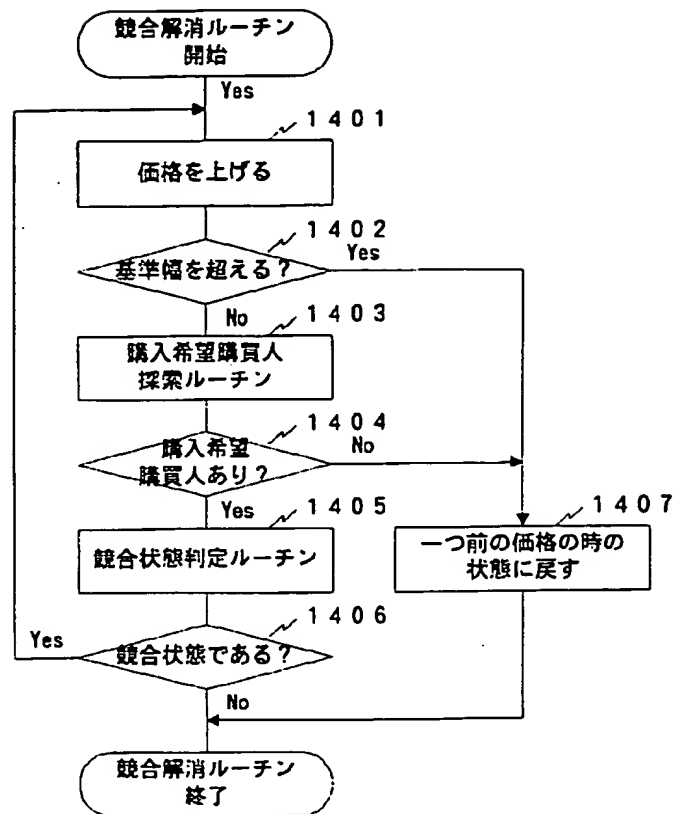 競合解消ルーチン
開始
Yes
1401
価格を上げる
1402
基準幅を超える?
Yes
No
1403
購入希望購買人
探索ルーチン
1404
購入希望
購買人あり?
No
Yes
1405
競合状態判定ルーチン
1407
一つ前の価格の時の
状態に戻す
1406
競合状態である?
Yes
No
競合解消ルーチン
終了